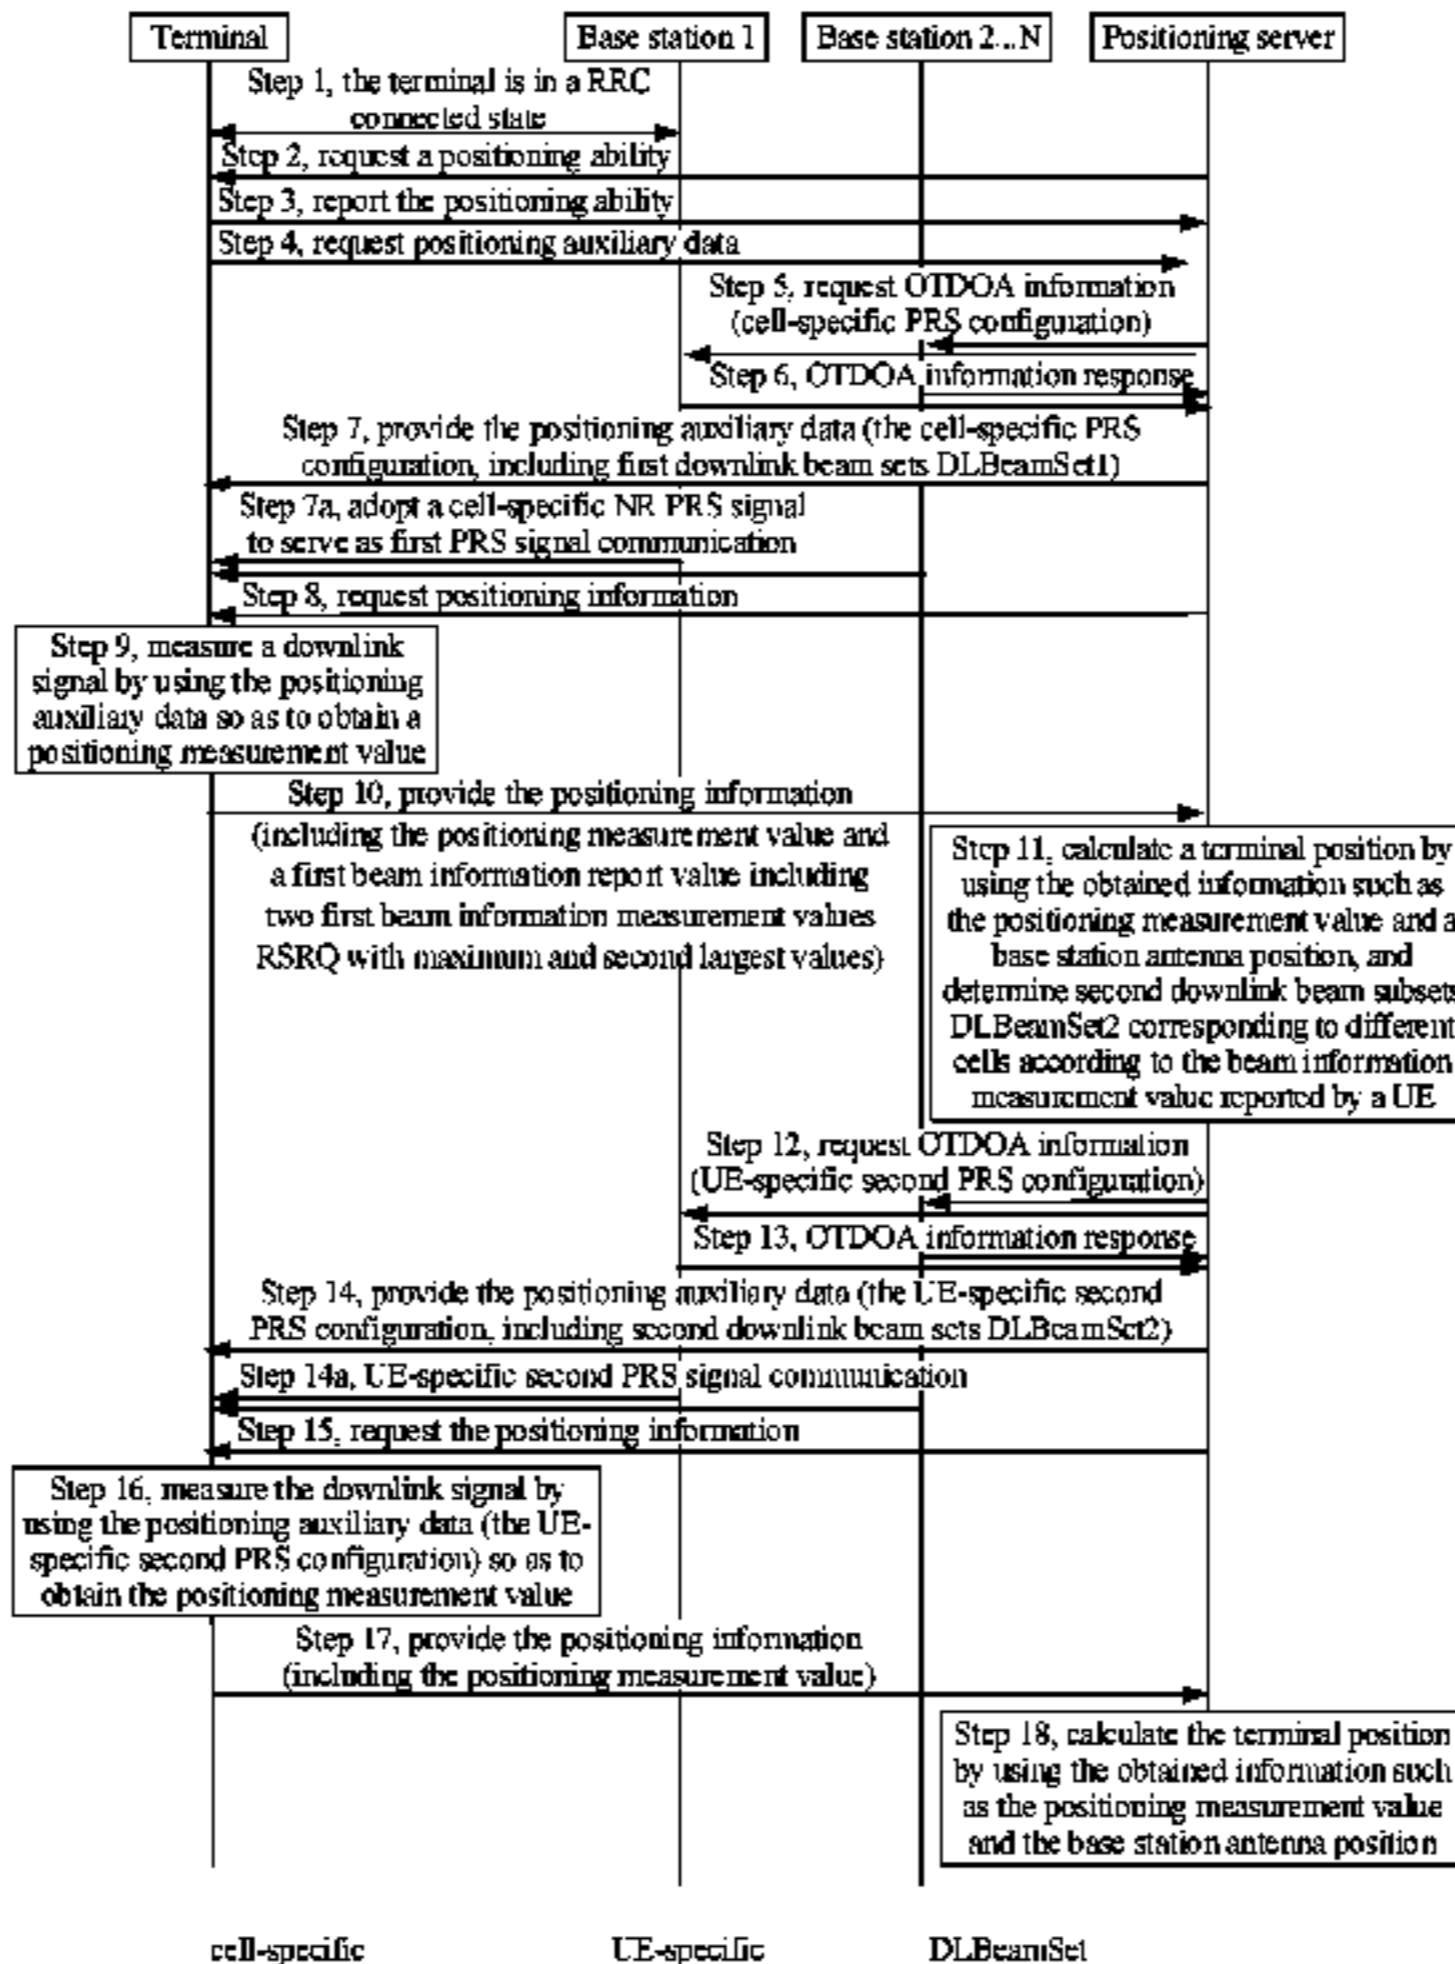 Terminal
Base station 1
Base station 2...N
Positioning server
Step 1, the terminal is in a RRC
connected state
Step 2, request a positioning ability
Step 3, report the positioning ability
Step 4, request positioning auxiliary data
Step 5, request OTDOA information
(cell-specific PRS configuration)
Step 6, OTDOA information response
Step 7, provide the positioning auxiliary data (the cell-specific PRS
configuration, including first downlink beam sets DLBeamSet1)
Step 7a, adopt a cell-specific NR PRS signal
to serve as first PRS signal communication
Step 8, request positioning information
Step 9, measure a downlink
signal by using the positioning
auxiliary data so as to obtain a
positioning measurement value
Step 10, provide the positioning information
(including the positioning measurement value and
a first beam information report value including
two first beam information measurement values
RSRQ with maximum and second largest values)
Step 11, calculate a terminal position by
using the obtained information such as
the positioning measurement value and a
base station antenna position, and
determine second downlink beam subsets
DLBeamSet2 corresponding to different
cells according to the beam information
measurement value reported by a UE
Step 12, request OTDOA information
(UE-specific second PRS configuration)
Step 13, OTDOA information response
Step 14, provide the positioning auxiliary data (the UE-specific second
PRS configuration, including second downlink beam sets DLBeamSet2)
Step 14a, UE-specific second PRS signal communication
Step 15, request the positioning information
Step 16, measure the downlink signal by
using the positioning auxiliary data (the UE-
specific second PRS configuration) so as to
obtain the positioning measurement value
Step 17, provide the positioning information
(including the positioning measurement value)
Step 18, calculate the terminal position
by using the obtained information such
as the positioning measurement value
and the base station antenna position
cell-specific
UE-specific
DLBeamSet